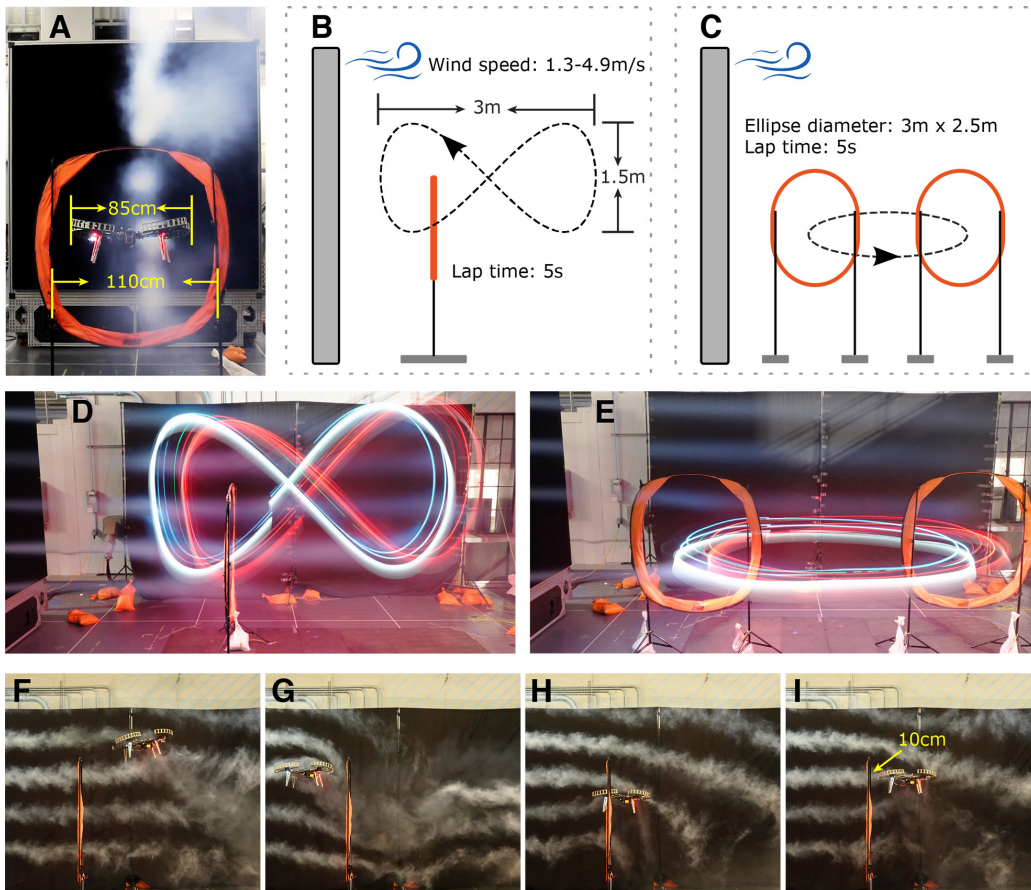 A
85cm
110cm
B
Wind speed: 1.3-4.9m/s
3m
1.5m
Lap time: 5s
C
Ellipse diameter: 3m x 2.5m
Lap time: 5s
D
E
F
G
H
I
10cm